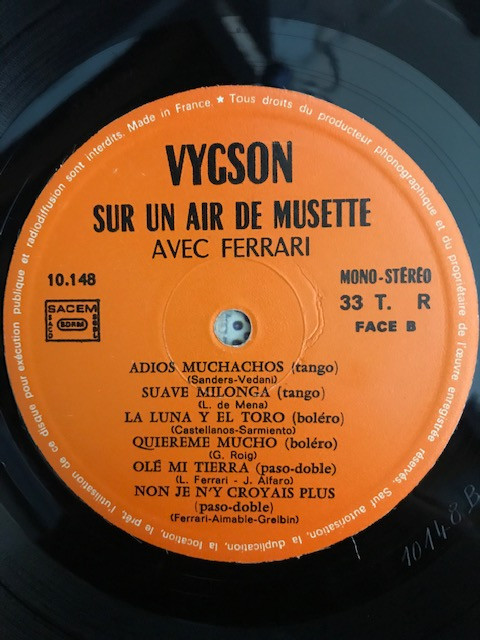 réservés. Sauf autorisation, la duplication, la location, le prêt, l'utilisation de ce disque pour exécution publique et radiodiffusion sont interdits. Made in France. ★ Tous droits du producteur phonographique et du propriétaire de l'œuvre enregistrée
VYGSON
SUR UN AIR DE MUSETTE
AVEC FERRARI
10.148
MONO-STÉRÉO
SACEM
33 T. R
BIEM
FACE B
ADIOS MUCHACHOS (tango)
(Sanders-Vedani)
SUAVE MILONGA (tango)
(L. de Mena)
LA LUNA Y EL TORO (boléro)
(Castellanos-Sarmiento)
QUIEREME MUCHO (boléro)
(G. Roig)
OLÉ MI TIERRA (paso-doble)
(L. Ferrari - J. Alfaro)
NON JE N'Y CROYAIS PLUS
(paso-doble)
(Ferrari-Aimable-Grelbin)
10148.B